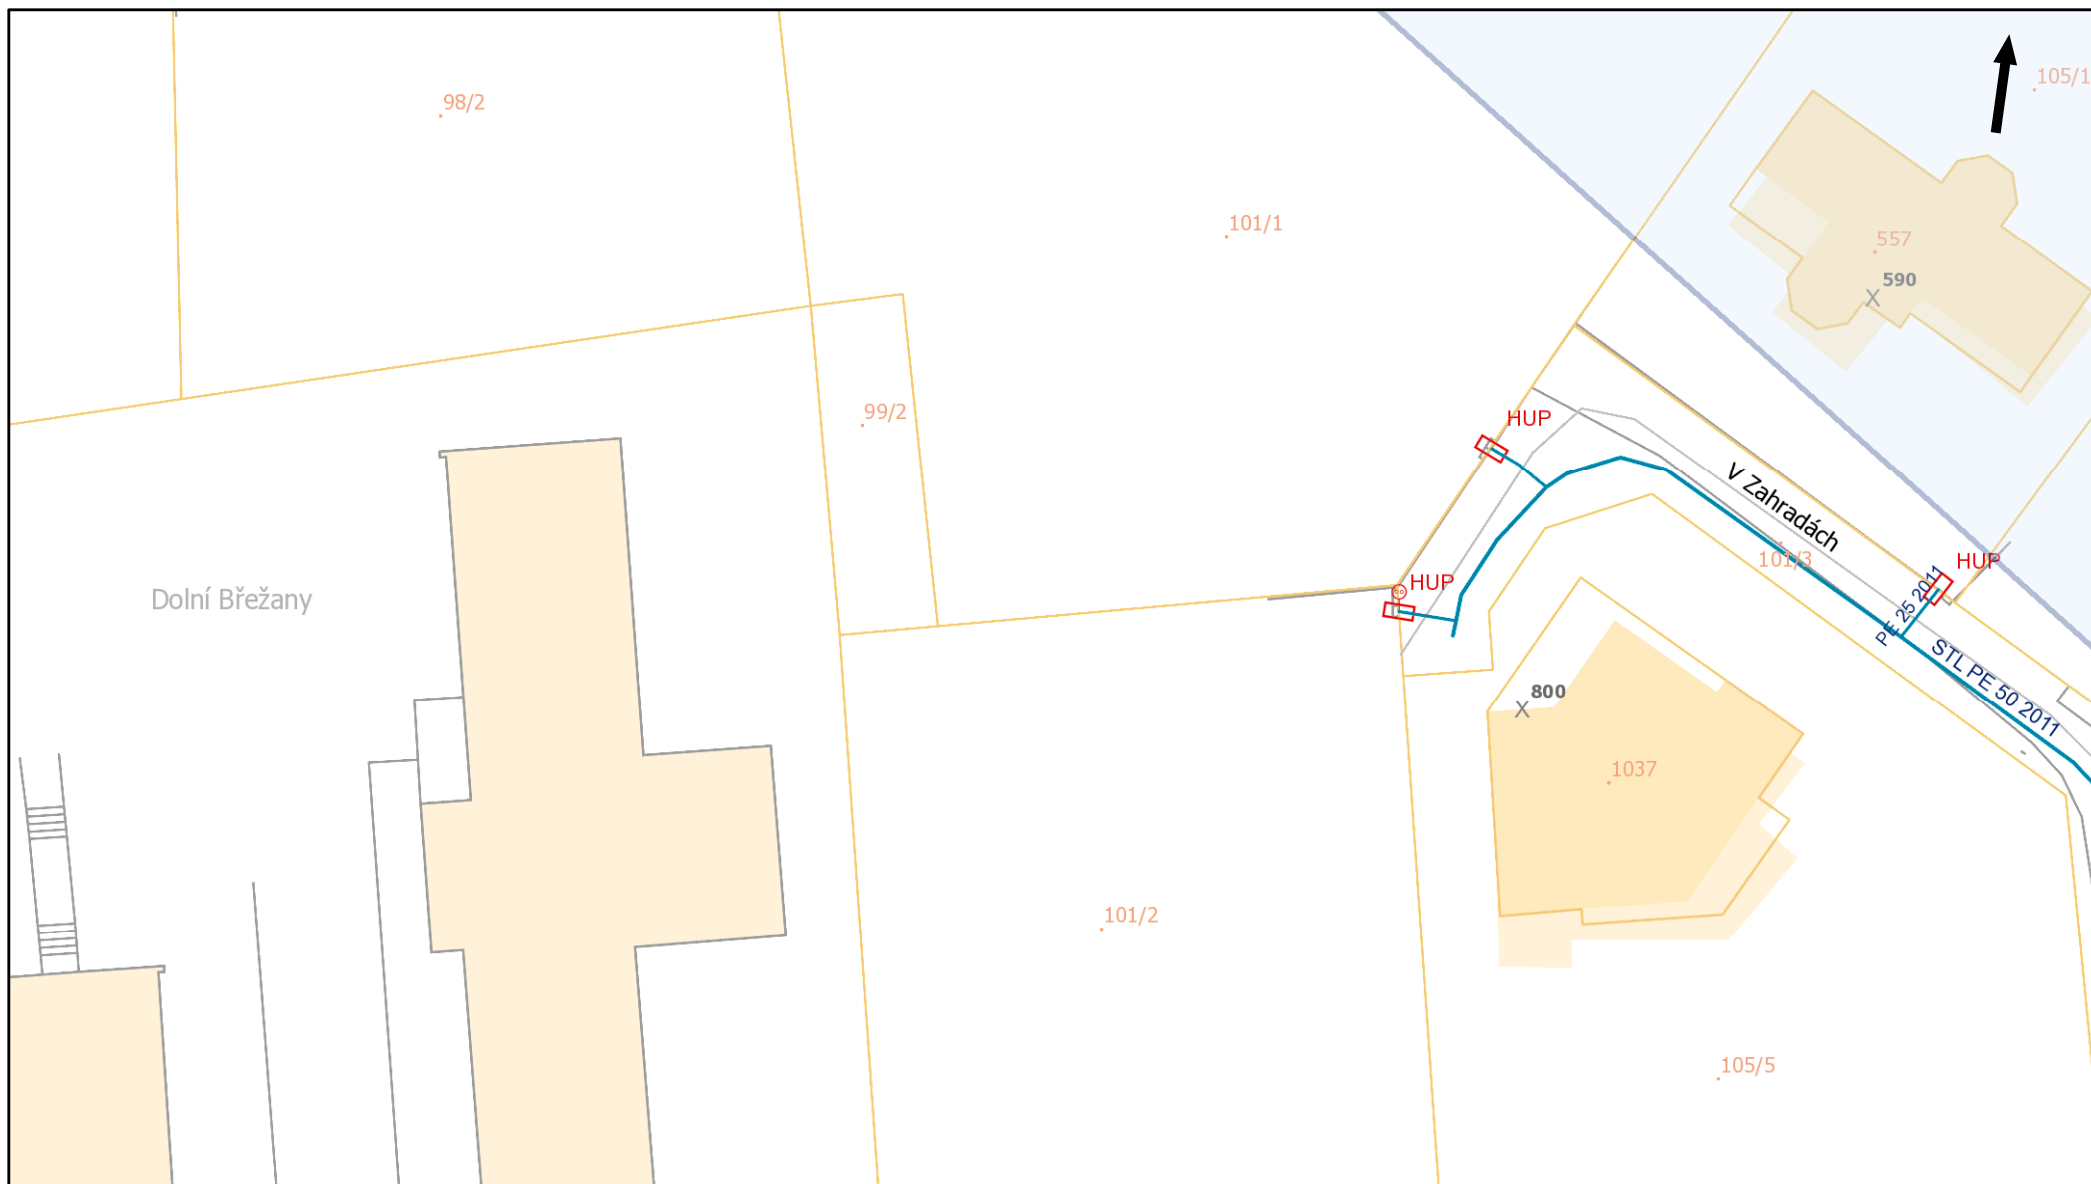 105/1
98/2
101/1
557
590
99/2
HUP
V Zahradách
101/3
HUP
HUP
PE 25 2011
Dolní Břežany
STL PE 50 2011
800
1037
101/2
105/5